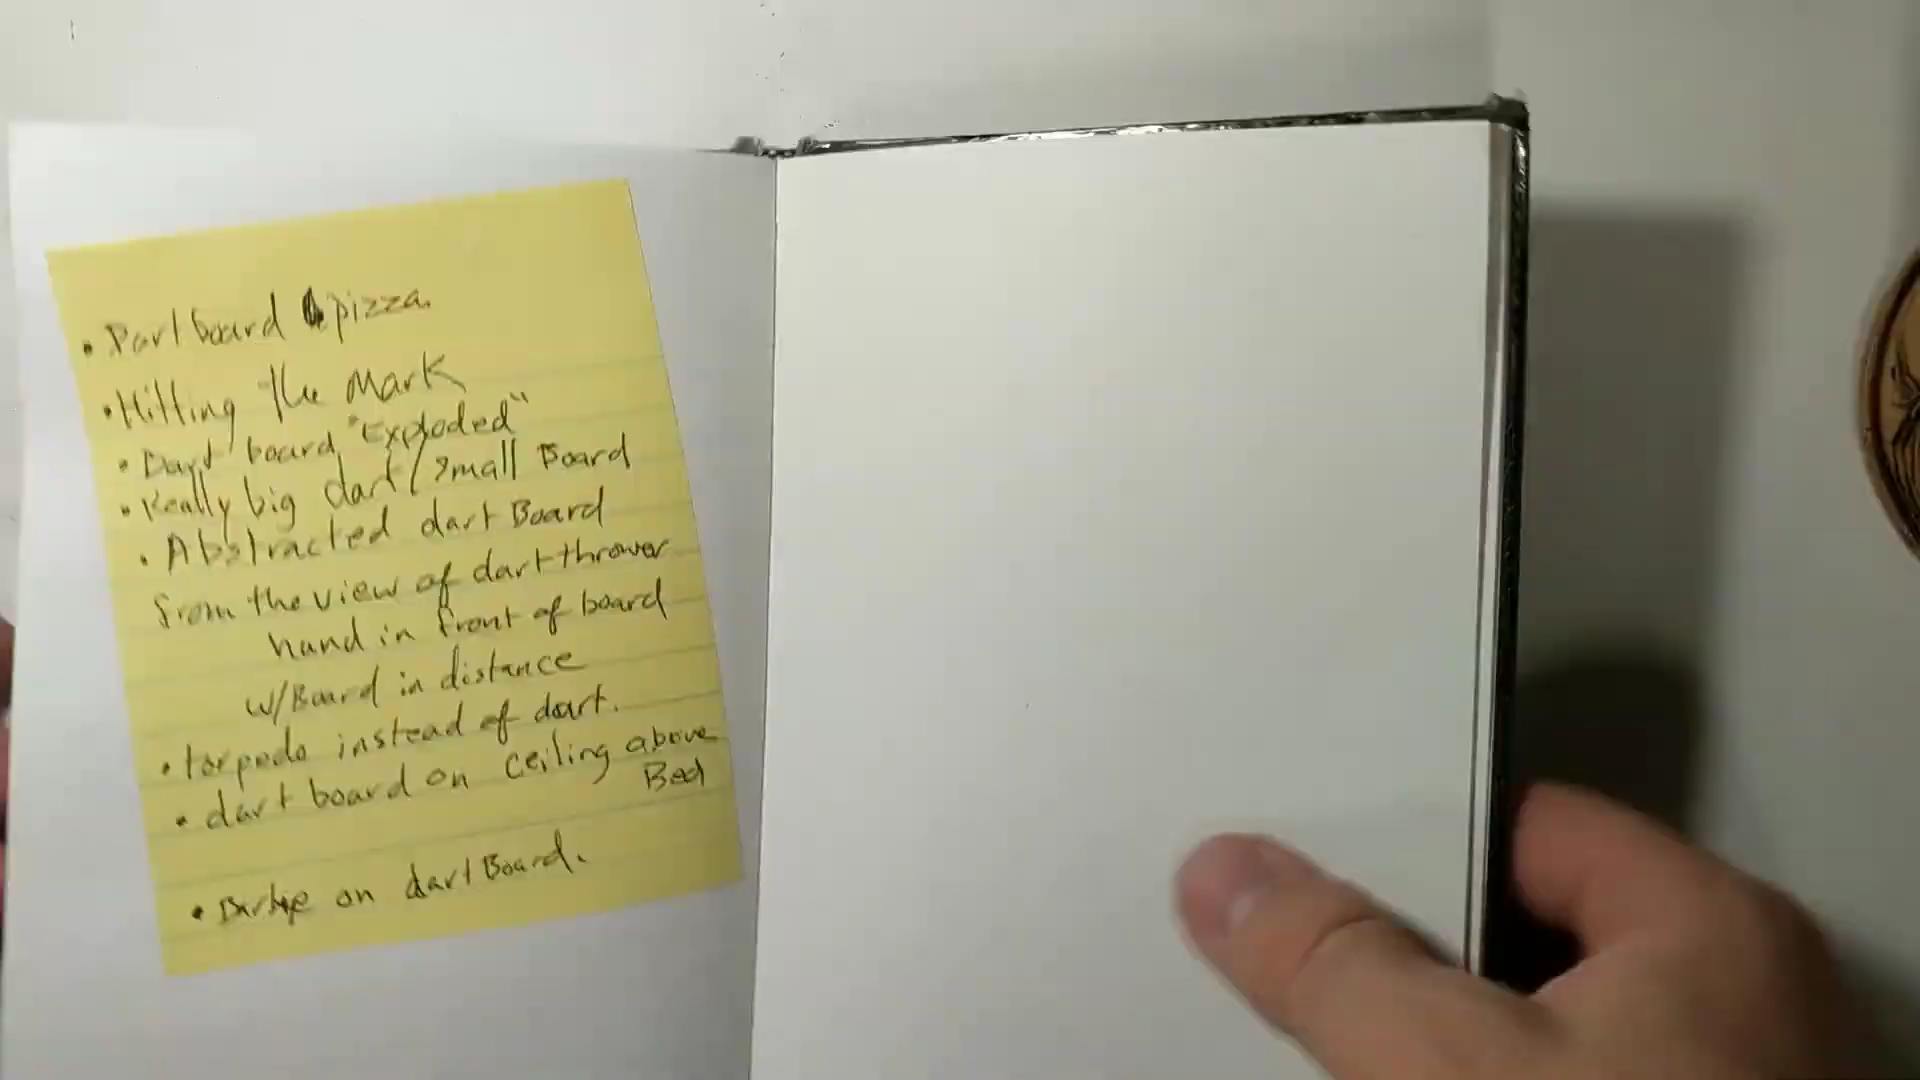 • Dartboard pizza.
• Hitting the Mark
• Dart board "Exploded"
• Really big dart/small Board
• Abstracted dart Board
from the view of dart thrower
hand in front of board
w/Board in distance
• torpedo instead of dart.
• dart board on ceiling above
Bed
• on dartBoard.